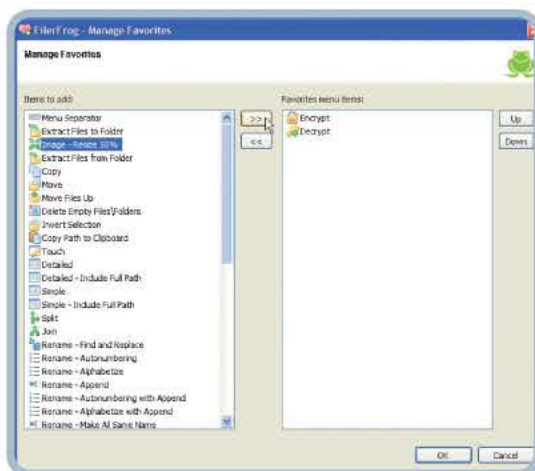 FilerFrog - Manage Favorites
Manage Favorites
Items to add:
Menu Separator
Extract Files to Folder
Image - Resize 50%
Extract Files from Folder
Copy
Move
Move Files Up
Delete Empty Files\Folders
Invert Selection
Copy Path to Clipboard
Touch
Detailed
Detailed - Include Full Path
Simple
Simple - Include Full Path
Split
Join
Rename - Find and Replace
Rename - Autonumbering
Rename - Alphabetize
Rename - Append
Rename - Autonumbering with Append
Rename - Alphabetize with Append
Rename - Make All Same Name
>>
<<
Favorites menu items:
Encrypt
Decrypt
Up
Down
OK
Cancel